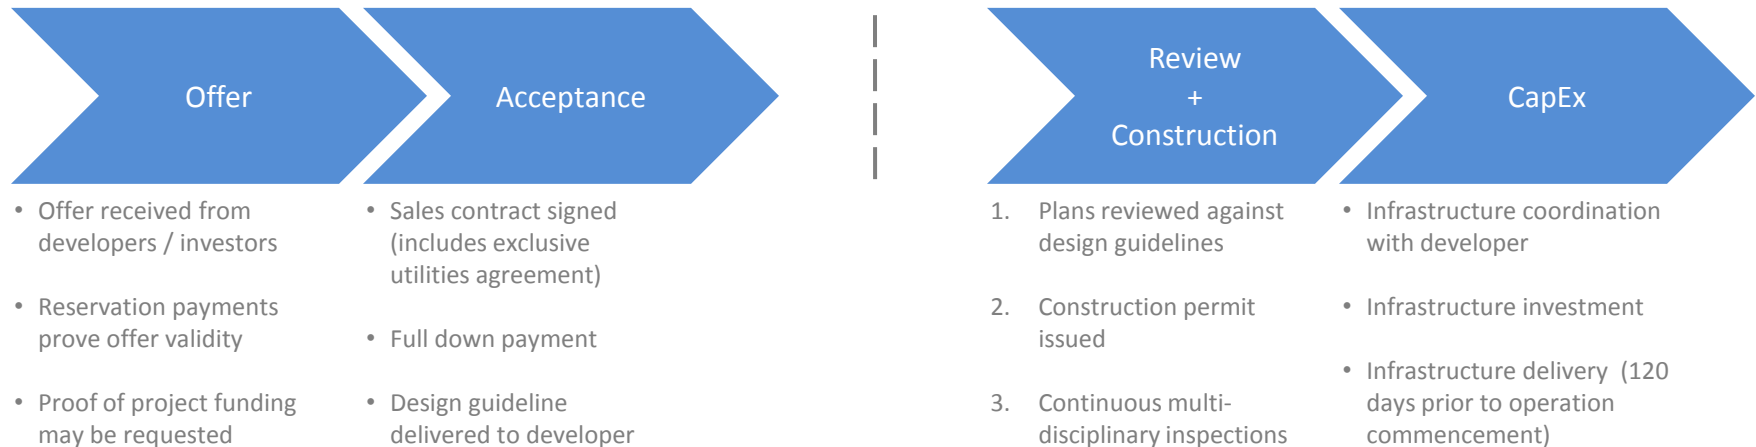 Offer
Acceptance
Review
+
Construction
CapEx
• Offer received from
developers / investors
• Reservation payments
prove offer validity
• Proof of project funding
may be requested
• Sales contract signed
(includes exclusive
utilities agreement)
• Full down payment
• Design guideline
delivered to developer
1. Plans reviewed against
design guidelines
2. Construction permit
issued
3. Continuous multi-
disciplinary inspections
• Infrastructure coordination
with developer
• Infrastructure investment
• Infrastructure delivery (120
days prior to operation
commencement)